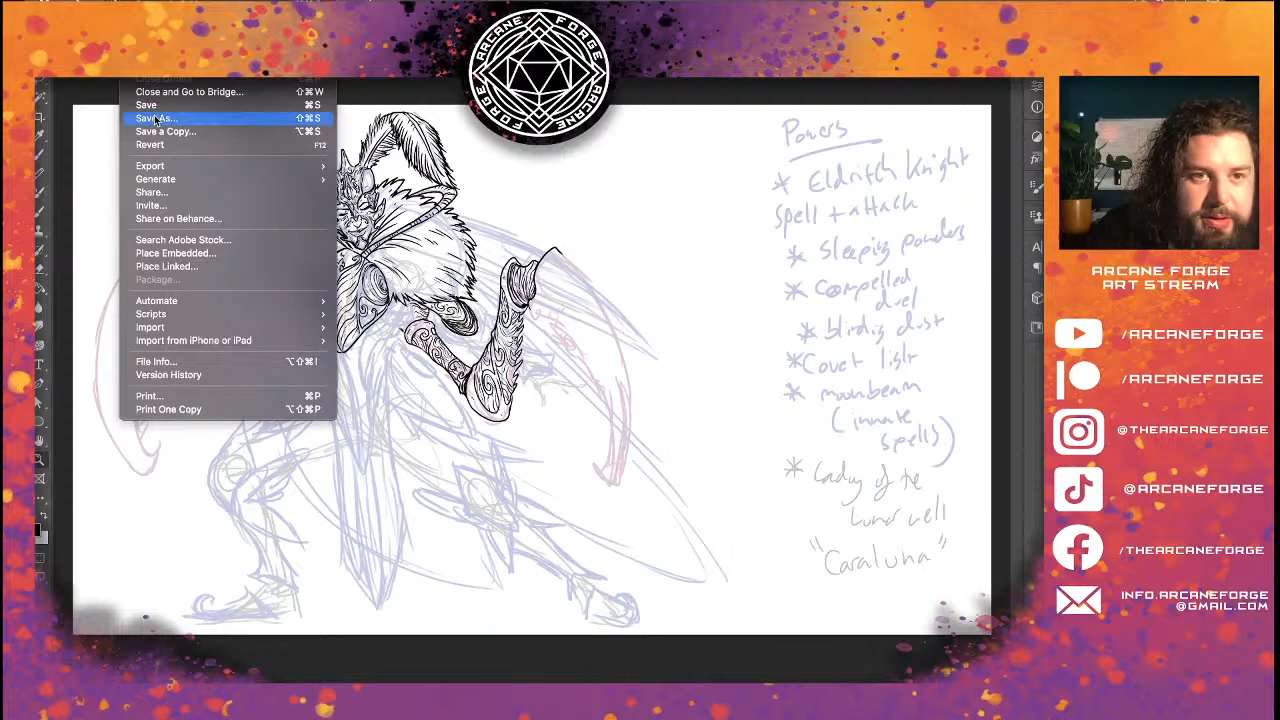 Close and Go to Bridge... ⇧⌘W
Save ⌘S
Save As... ⇧⌘S
Save a Copy... ⌥⌘S
Revert F12
Export
Generate
Share...
Invite...
Share on Behance...
Search Adobe Stock...
Place Embedded...
Place Linked...
Package...
Automate
Scripts
Import
Import from iPhone or iPad
File Info... ⌥⇧⌘I
Version History
Print... ⌘P
Print One Copy ⌥⇧⌘P
ARCANE FORGE
ARCANE FORGE
Powers
* Eldritch Knight
Spell + attack
* Sleeping powders
* Compelled
duel
* blinding dust
*Covet light
* moonbeam
(innate
spells)
* Lady of the
Lunar well
"Caraluna"
ARCANE FORGE
ART STREAM
/ARCANEFORGE
/ARCANEFORGE
@THEARCANEFORGE
@ARCANEFORGE
/THEARCANEFORGE
INFO.ARCANEFORGE
@GMAIL.COM